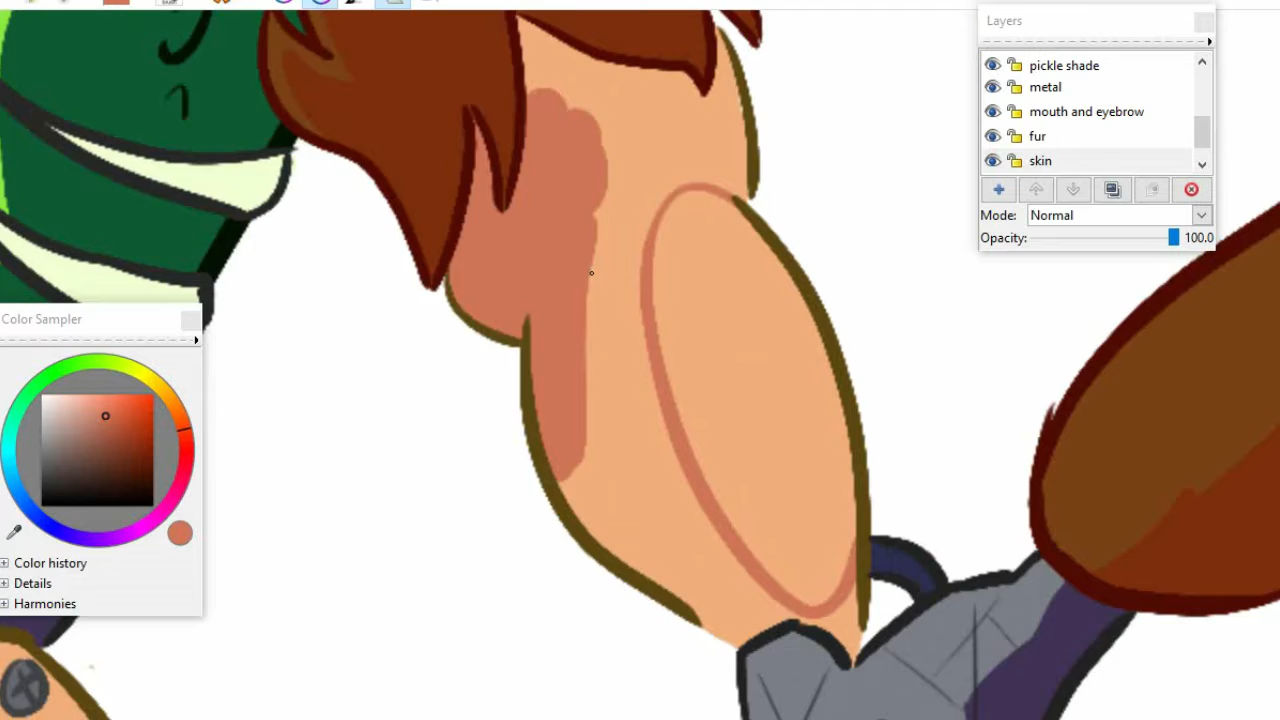 Layers
pickle shade
metal
mouth and eyebrow
fur
skin
Mode: Normal
Opacity: 100.0
Color Sampler
Color history
Details
Harmonies